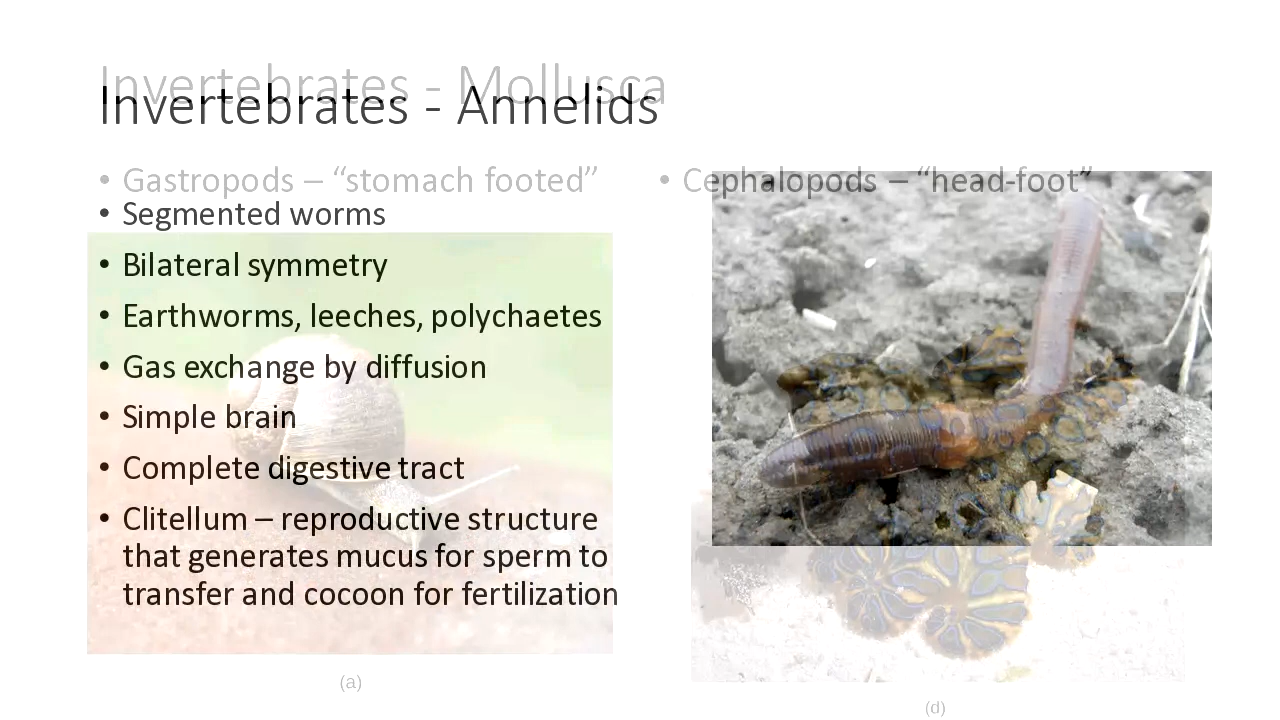 Invertebrates - Mollusca
Invertebrates - Annelids
• Gastropods – “stomach footed”
• Cephalopods – “head-foot”
• Segmented worms
• Bilateral symmetry
• Earthworms, leeches, polychaetes
• Gas exchange by diffusion
• Simple brain
• Complete digestive tract
• Clitellum – reproductive structure
that generates mucus for sperm to
transfer and cocoon for fertilization
(a)
(d)